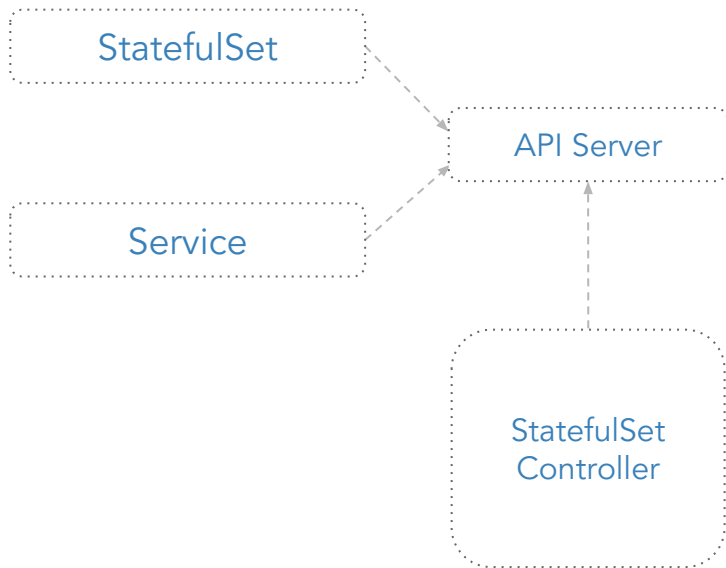 StatefulSet
API Server
Service
StatefulSet
Controller